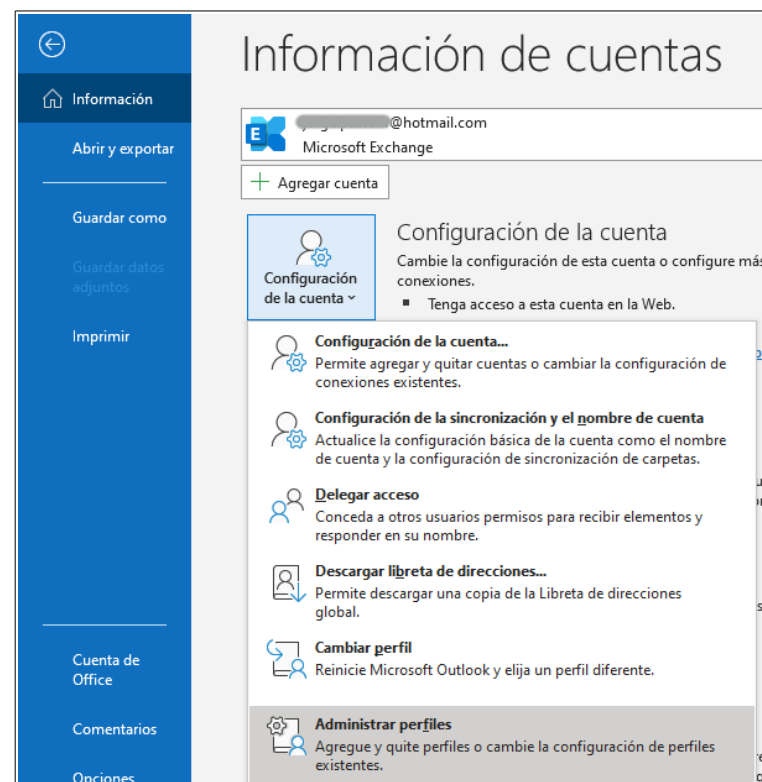 Información de cuentas
Información
Abrir y exportar
Guardar como
Guardar datos
adjuntos
Imprimir
Cuenta de
Office
Comentarios
Opciones
E
@hotmail.com
Microsoft Exchange
Agregar cuenta
Configuración
de la cuenta
Configuración de la cuenta
Cambie la configuración de esta cuenta o configure más
conexiones.
Tenga acceso a esta cuenta en la Web.
Configuración de la cuenta...
Permite agregar y quitar cuentas o cambiar la configuración de
conexiones existentes.
Configuración de la sincronización y el nombre de cuenta
Actualice la configuración básica de la cuenta como el nombre
de cuenta y la configuración de sincronización de carpetas.
Delegar acceso
Conceda a otros usuarios permisos para recibir elementos y
responder en su nombre.
Descargar libreta de direcciones...
Permite descargar una copia de la Libreta de direcciones
global.
Cambiar perfil
Reinicie Microsoft Outlook y elija un perfil diferente.
Administrar perfiles
Agregue y quite perfiles o cambie la configuración de perfiles
existentes.